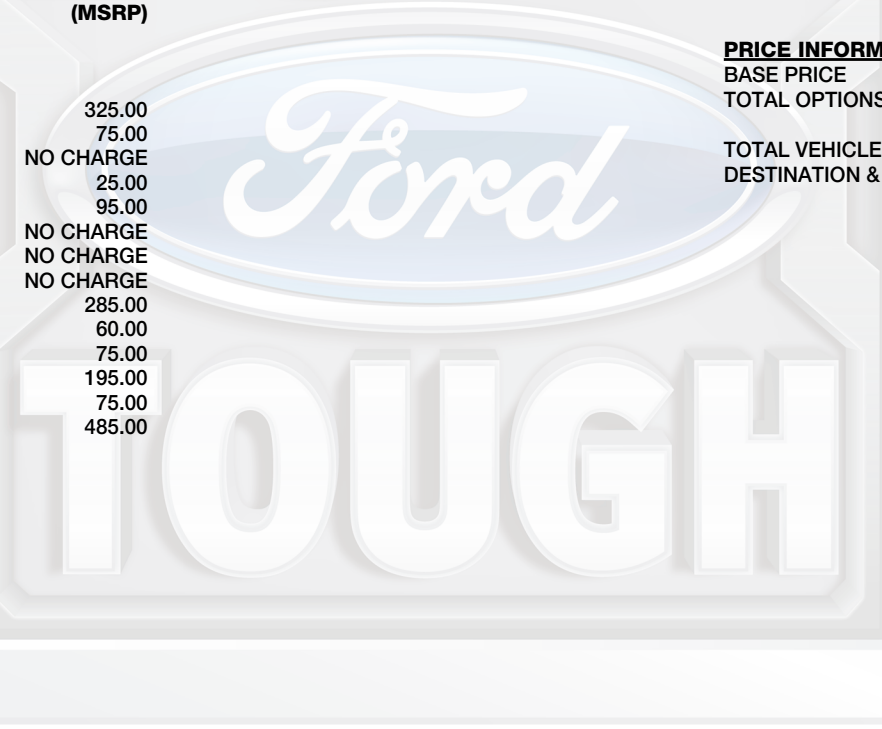 (MSRP)
325.00
75.00
NO CHARGE
25.00
95.00
NO CHARGE
NO CHARGE
NO CHARGE
285.00
60.00
75.00
195.00
75.00
485.00
PRICE INFORM
BASE PRICE
TOTAL OPTIONS
TOTAL VEHICLE
DESTINATION &
Ford
TOUGH